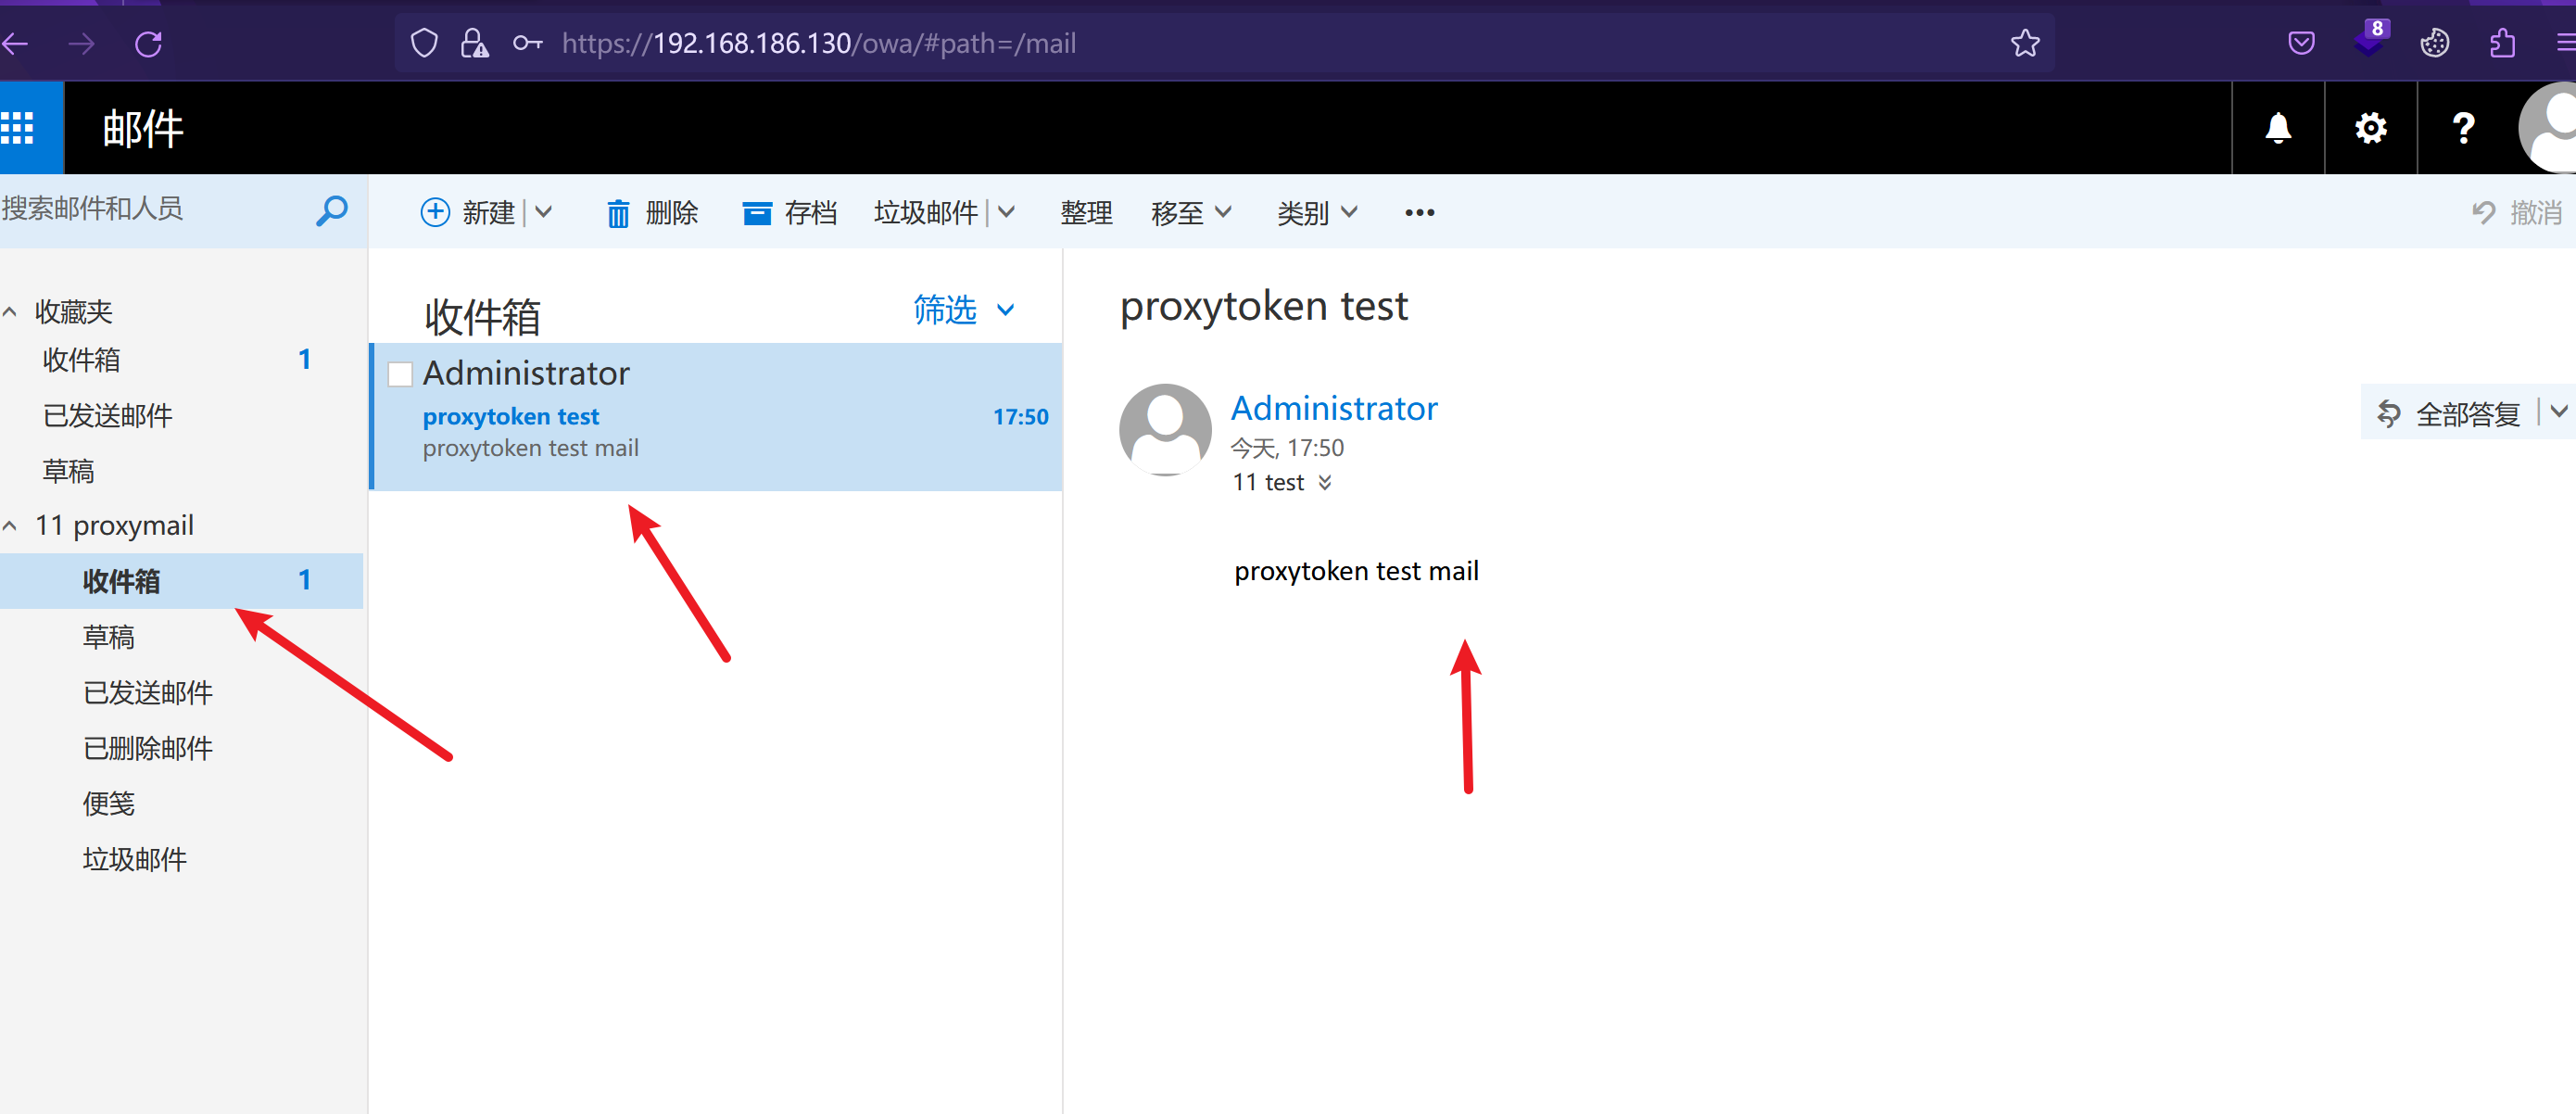 https://192.168.186.130/owa/#path=/mail
8
邮件
搜索邮件和人员
新建
删除
存档
垃圾邮件
整理
移至
类别
撤消
收藏夹
收件箱 1
已发送邮件
草稿
11 proxymail
收件箱 1
草稿
已发送邮件
已删除邮件
便笺
垃圾邮件
收件箱
筛选
Administrator
proxytoken test 17:50
proxytoken test mail
proxytoken test
Administrator
今天, 17:50
11 test
全部答复
proxytoken test mail